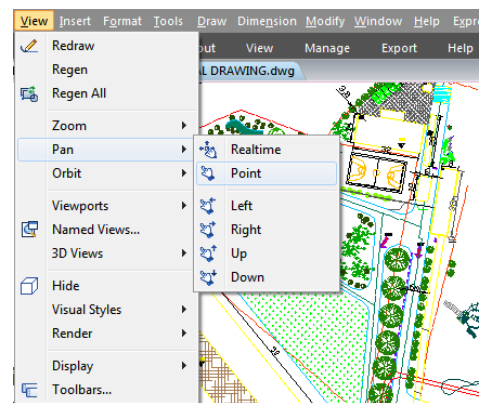 View Insert Format Tools Draw Dimension Modify Window Help Expre
out View Manage Export Help
AL DRAWING.dwg
Redraw
Regen
Regen All
Zoom
Pan
Orbit
Viewports
Named Views...
3D Views
Hide
Visual Styles
Render
Display
Toolbars...
Realtime
Point
Left
Right
Up
Down